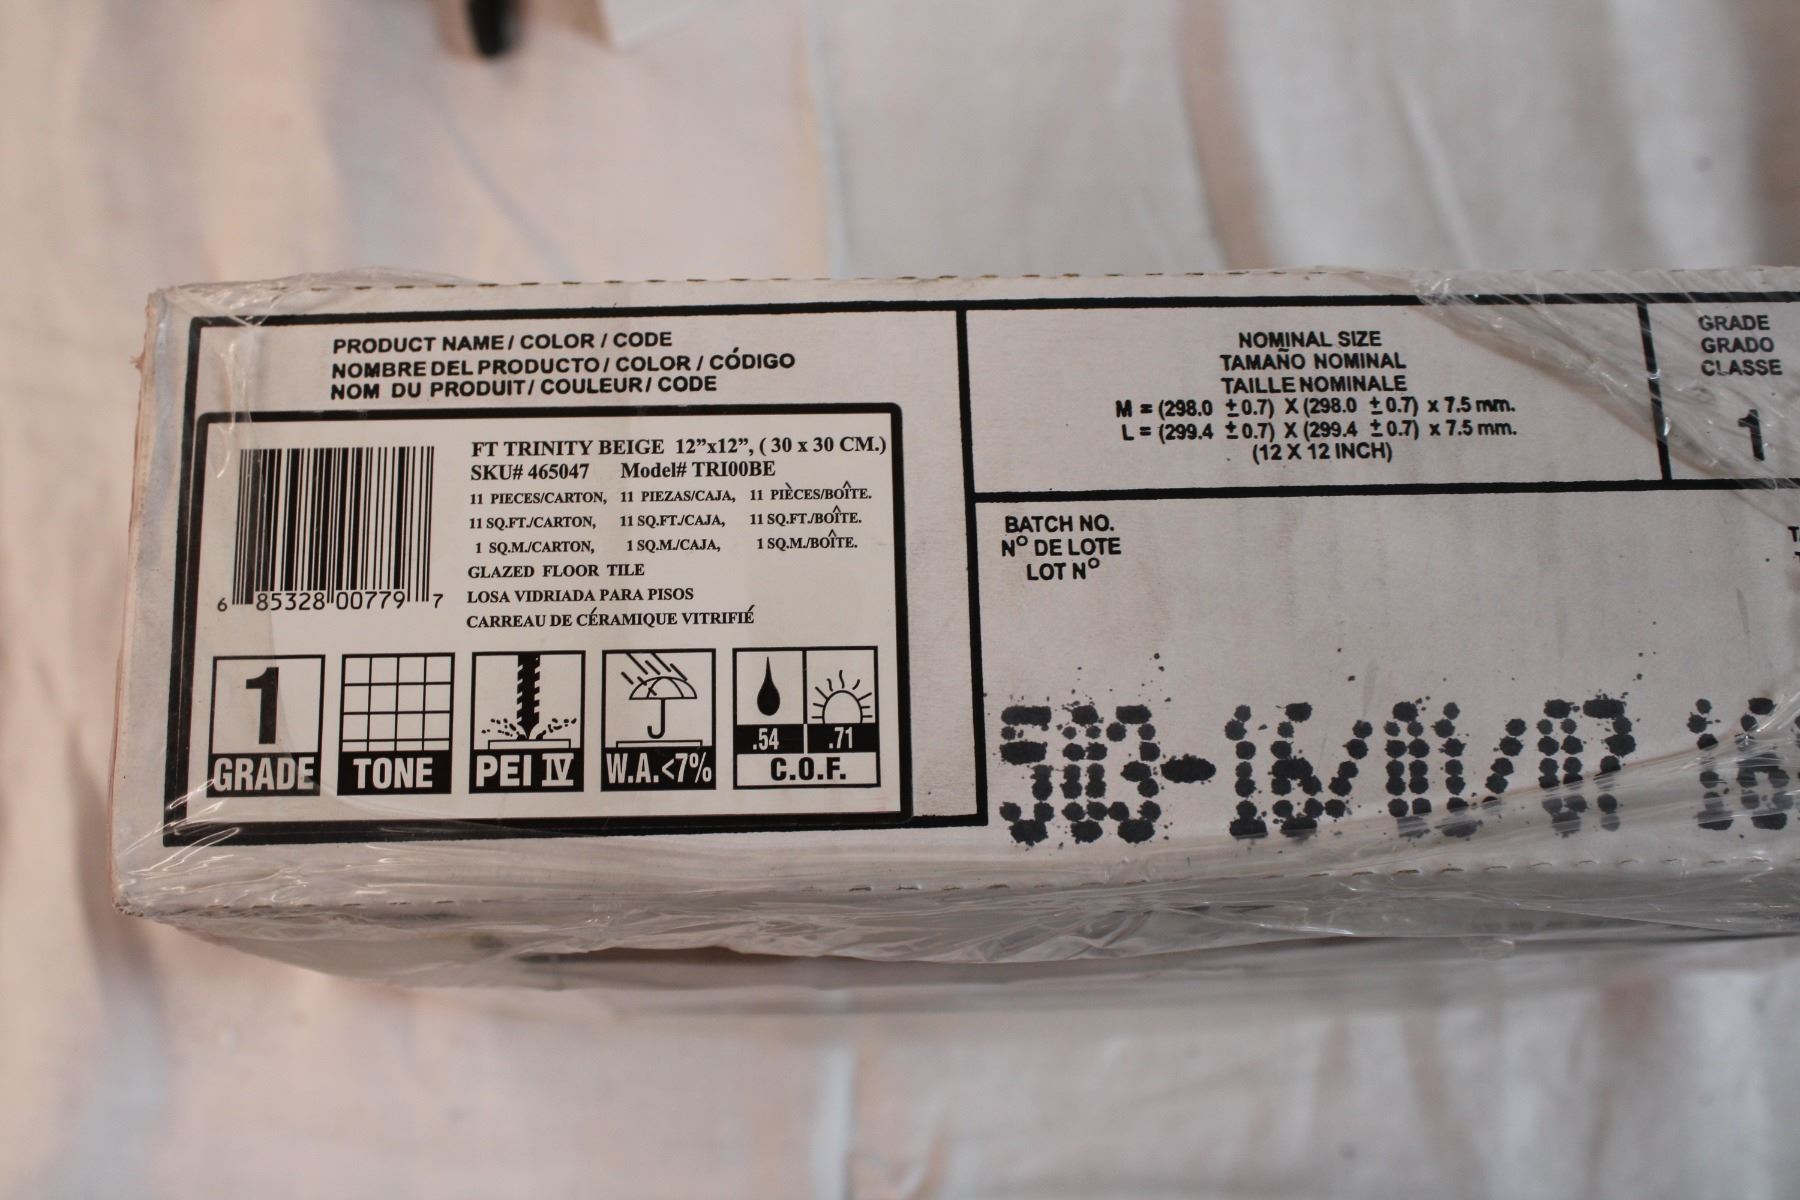 PRODUCT NAME / COLOR / CODE
NOMBRE DEL PRODUCTO / COLOR / CÓDIGO
NOM DU PRODUIT / COULEUR / CODE
FT TRINITY BEIGE 12”x12”, ( 30 x 30 CM.)
SKU# 465047 Model# TRI00BE
11 PIECES/CARTON, 11 PIEZAS/CAJA, 11 PIÈCES/BOÎTE.
11 SQ.FT./CARTON, 11 SQ.FT./CAJA, 11 SQ.FT./BOÎTE.
1 SQ.M./CARTON, 1 SQ.M./CAJA, 1 SQ.M./BOÎTE.
GLAZED FLOOR TILE
LOSA VIDRIADA PARA PISOS
CARREAU DE CÉRAMIQUE VITRIFIÉ
6 85328 00779 7
1
GRADE
TONE
PEI IV
W.A.<7%
.54 .71
C.O.F.
NOMINAL SIZE
TAMAÑO NOMINAL
TAILLE NOMINALE
M = (298.0 ± 0.7) X (298.0 ± 0.7) x 7.5 mm.
L = (299.4 ± 0.7) X (299.4 ± 0.7) x 7.5 mm.
(12 X 12 INCH)
GRADE
GRADO
CLASSE
1
BATCH NO.
Nº DE LOTE
LOT Nº